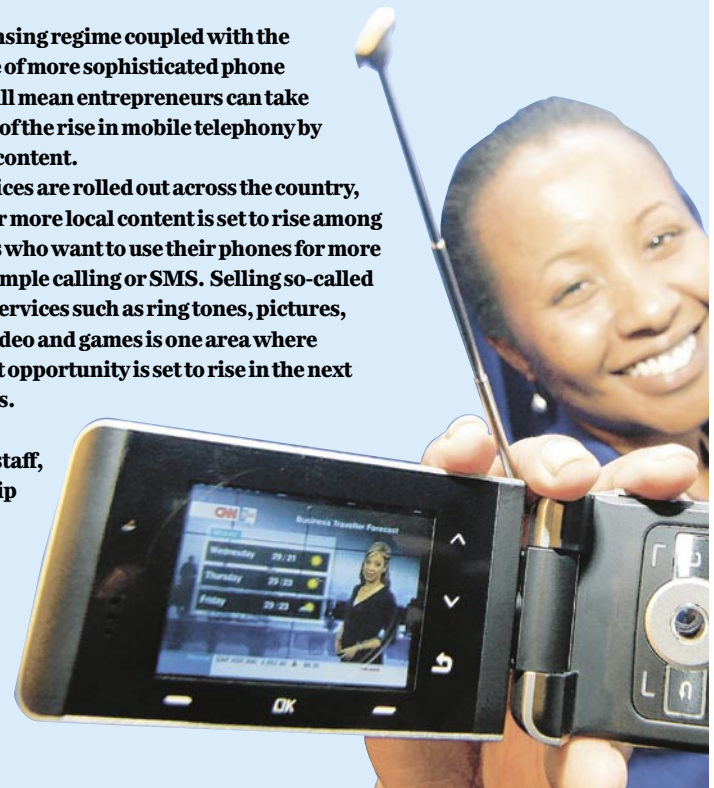 nsing regime coupled with the
e of more sophisticated phone
ill mean entrepreneurs can take
of the rise in mobile telephony by
content.
ices are rolled out across the country,
r more local content is set to rise among
s who want to use their phones for more
mple calling or SMS. Selling so-called
ervices such as ring tones, pictures,
deo and games is one area where
t opportunity is set to rise in the next
s.
staff,
ip
CNN
Business Traveller Forecast
Wednesday 29 / 21
Thursday 29 / 23
Friday 29 / 23
OK